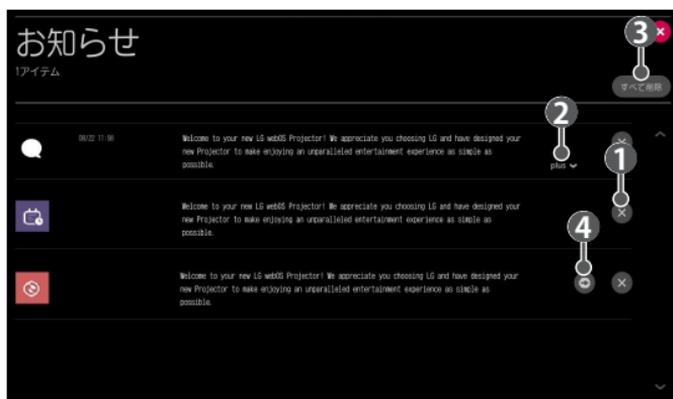 お知らせ
1アイテム
3
すべて削除
08/22 11:50
Welcome to your new LG webOS Projector! We appreciate you choosing LG and have designed your
new Projector to make enjoying an unparalleled entertainment experience as simple as
possible.
2
plus
1
Welcome to your new LG webOS Projector! We appreciate you choosing LG and have designed your
new Projector to make enjoying an unparalleled entertainment experience as simple as
possible.
4
Welcome to your new LG webOS Projector! We appreciate you choosing LG and have designed your
new Projector to make enjoying an unparalleled entertainment experience as simple as
possible.